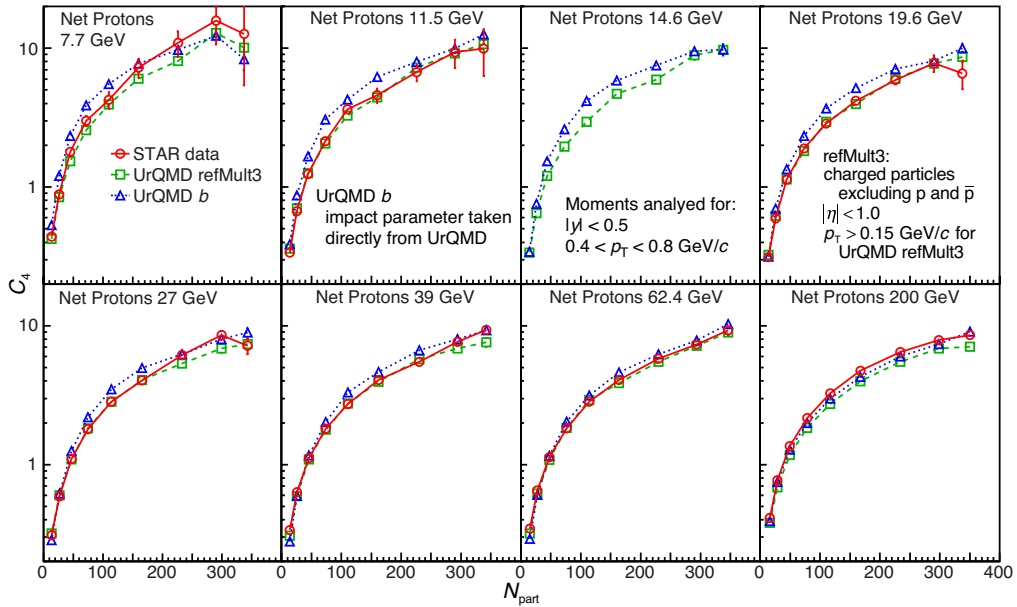 Net Protons
7.7 GeV
STAR data
UrQMD refMult3
UrQMD b
Net Protons 11.5 GeV
UrQMD b
impact parameter taken
directly from UrQMD
Net Protons 14.6 GeV
Moments analyed for:
|y| < 0.5
0.4 < pT < 0.8 GeV/c
Net Protons 19.6 GeV
refMult3:
charged particles
excluding p and p̅
|η| < 1.0
pT > 0.15 GeV/c for
UrQMD refMult3
10
1
C4
Net Protons 27 GeV
Net Protons 39 GeV
Net Protons 62.4 GeV
Net Protons 200 GeV
10
1
0 100 200 300 0 100 200 300 0 100 200 300 0 100 200 300 400
Npart